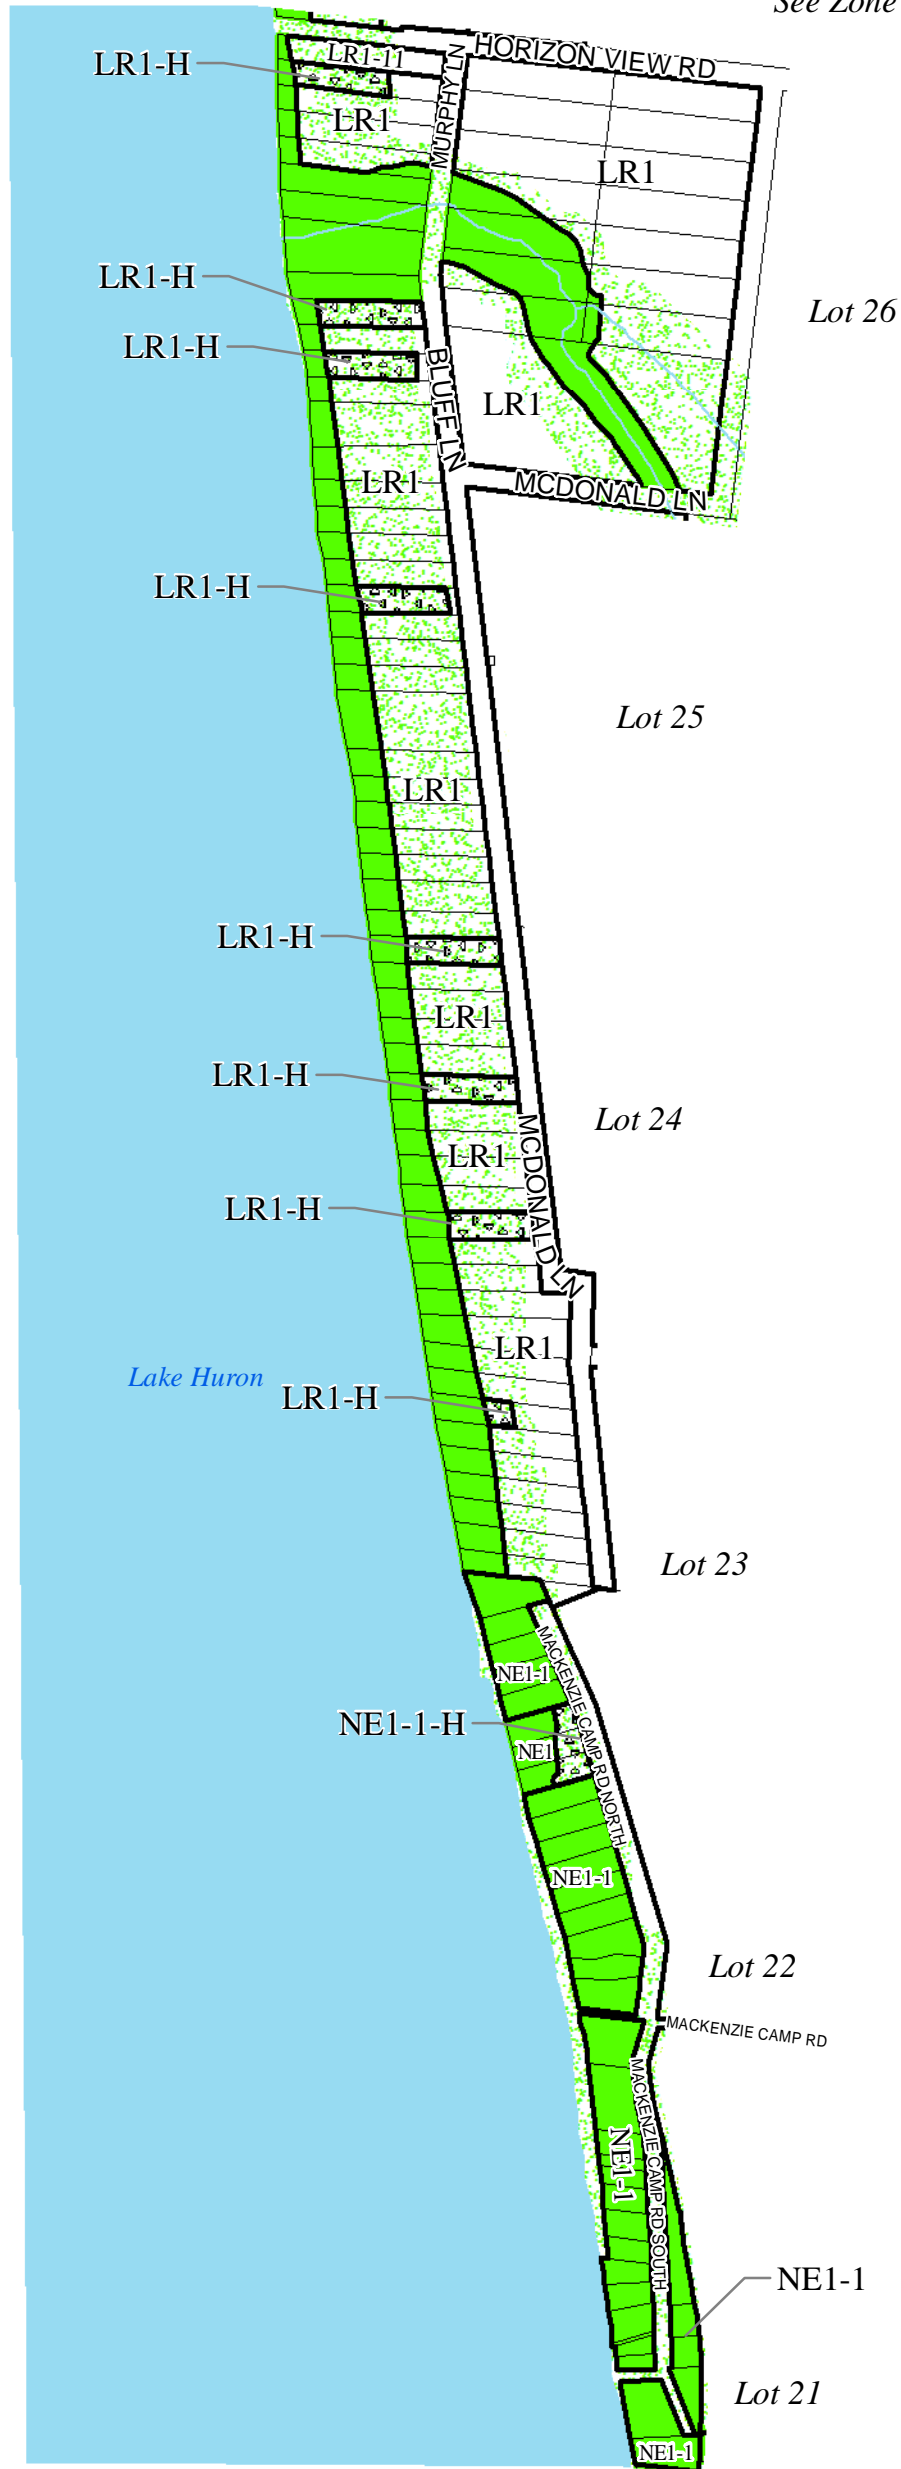 See Zone
HORIZON VIEW RD
LR1-11
LR1-H
MURPHY LN
LR1
LR1
LR1-H
Lot 26
LR1-H
BLUFF LN
LR1
LR1
MCDONALD LN
LR1-H
Lot 25
LR1
LR1-H
LR1
LR1-H
Lot 24
MCDONALD LN
LR1
LR1-H
LR1
Lake Huron
LR1-H
Lot 23
MACKENZIE CAMP RD NORTH
NE1-1
NE1-1-H
NE1
NE1-1
Lot 22
MACKENZIE CAMP RD
MACKENZIE CAMP RD SOUTH
NE1-1
NE1-1
Lot 21
NE1-1